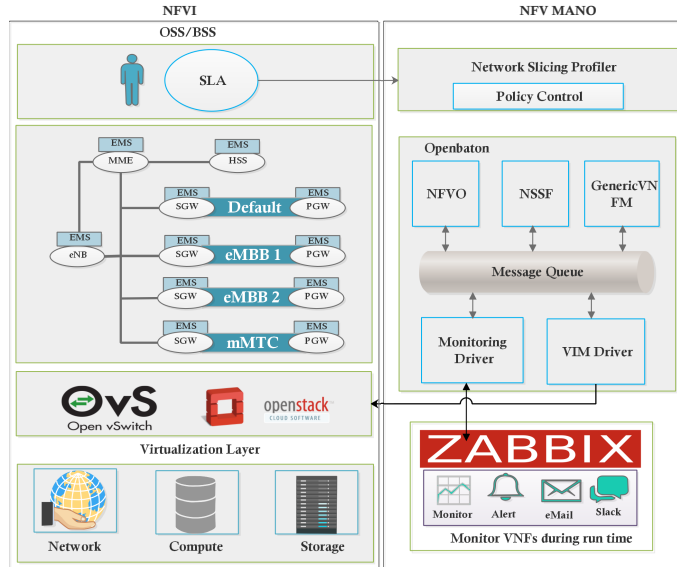 NFVI
NFV MANO
OSS/BSS
SLA
Network Slicing Profiler
Policy Control
EMS
MME
EMS
HSS
EMS
SGW
Default
EMS
PGW
EMS
eNB
EMS
SGW
eMBB 1
EMS
PGW
EMS
SGW
eMBB 2
EMS
PGW
EMS
SGW
mMTC
EMS
PGW
Openbaton
NFVO
NSSF
GenericVN
FM
Message Queue
Monitoring
Driver
VIM Driver
OvS
Open vSwitch
openstack
CLOUD SOFTWARE
Virtualization Layer
Network
Compute
Storage
ZABBIX
Monitor
Alert
eMail
Slack
Monitor VNFs during run time